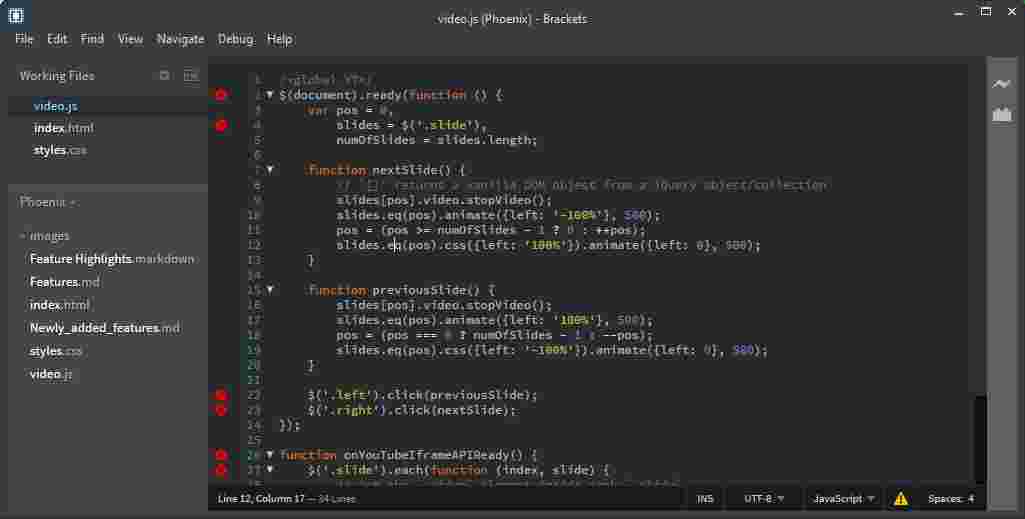 video.js (Phoenix) - Brackets
File Edit Find View Navigate Debug Help
Working Files
video.js
index.html
styles.css
Phoenix
images
Feature Highlights.markdown
Features.md
index.html
Newly_added_features.md
styles.css
video.js
1 /*global YT*/
2 $(document).ready(function () {
3 var pos = 0,
4 slides = $('.slide'),
5 numOfSlides = slides.length;
6
7 function nextSlide() {
8 // '[]' returns a vanilla DOM object from a jQuery object/collection
9 slides[pos].video.stopVideo();
10 slides.eq(pos).animate({left: '-100%'}, 500);
11 pos = (pos >= numOfSlides - 1 ? 0 : ++pos);
12 slides.eq(pos).css({left: '100%'}).animate({left: 0}, 500);
13 }
14
15 function previousSlide() {
16 slides[pos].video.stopVideo();
17 slides.eq(pos).animate({left: '100%'}, 500);
18 pos = (pos === 0 ? numOfSlides - 1 : --pos);
19 slides.eq(pos).css({left: '-100%'}).animate({left: 0}, 500);
20 }
21
22 $('.left').click(previousSlide);
23 $('.right').click(nextSlide);
24 });
25
26 function onYouTubeIframeAPIReady() {
27 $('.slide').each(function (index, slide) {
Line 12, Column 17 — 34 Lines
INS UTF-8 JavaScript Spaces: 4